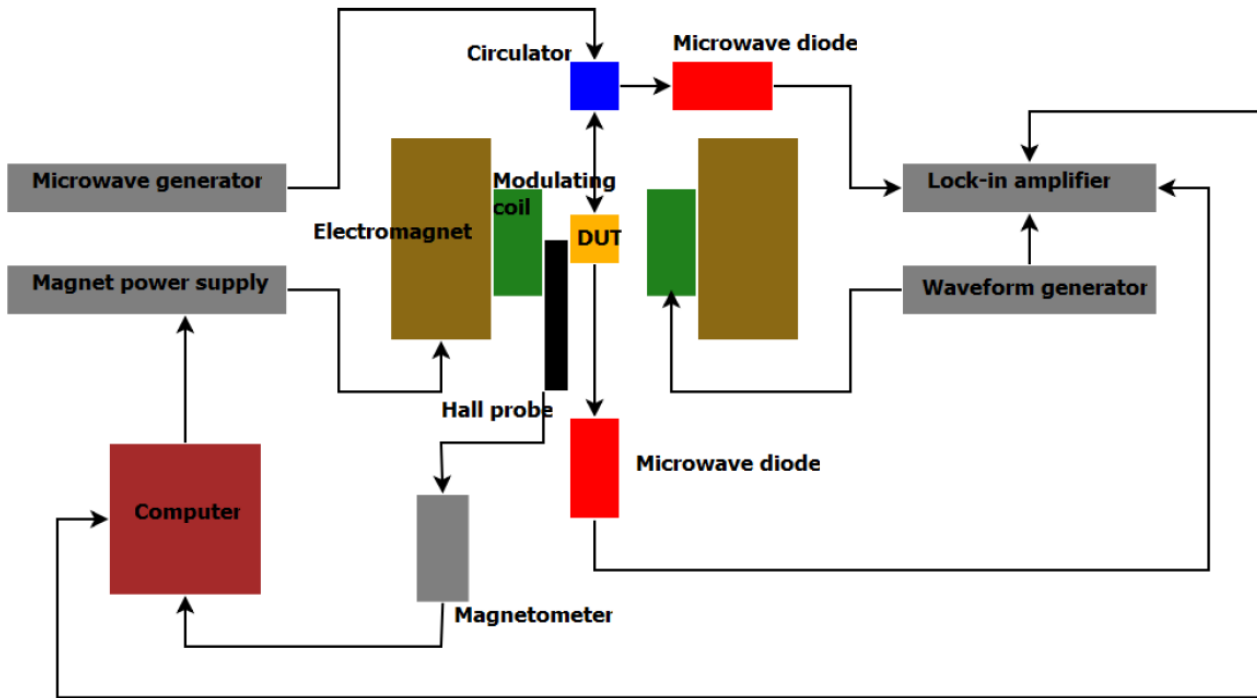 Microwave diode
Circulator
Microwave generator
Modulating
coil
Lock-in amplifier
Electromagnet
DUT
Magnet power supply
Waveform generator
Hall probe
Microwave diode
Computer
Magnetometer